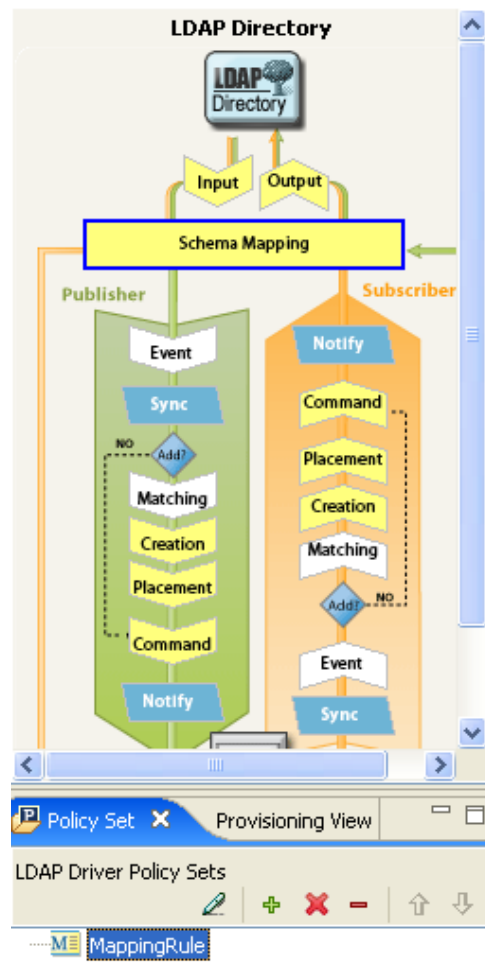 LDAP Directory
LDAP
Directory
Input
Output
Schema Mapping
Publisher
Subscriber
Event
Sync
NO
Add?
Matching
Creation
Placement
Command
Notify
Notify
Command
Placement
Creation
Matching
Add?
NO
Event
Sync
P Policy Set
Provisioning View
LDAP Driver Policy Sets
M MappingRule